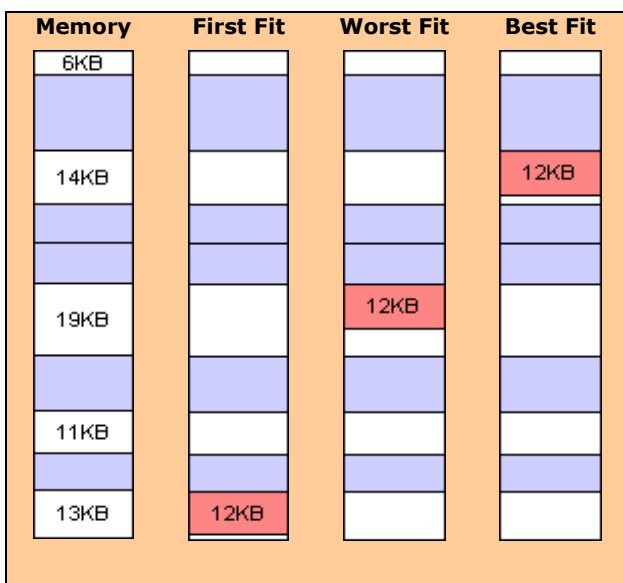 Memory First Fit Worst Fit Best Fit
6KB
14KB 12KB
19KB 12KB
11KB
13KB 12KB